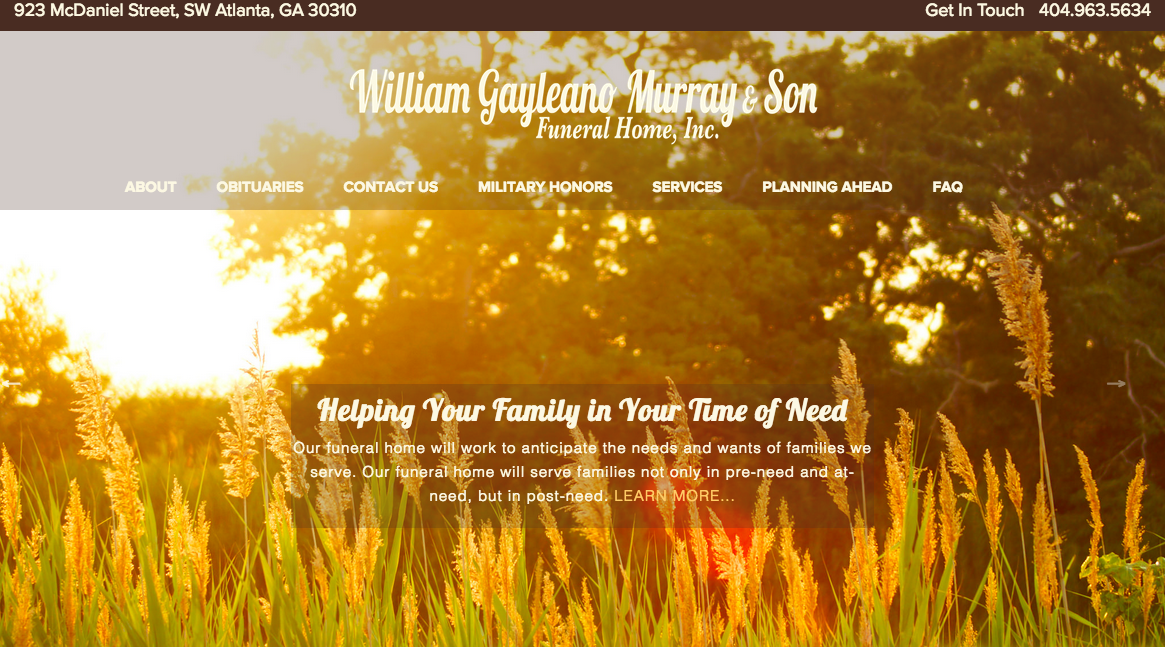 923 McDaniel Street, SW Atlanta, GA 30310
Get In Touch 404.963.5634
William Gayleano Murray & Son
Funeral Home, Inc.
ABOUT OBITUARIES CONTACT US MILITARY HONORS SERVICES PLANNING AHEAD FAQ
Helping Your Family in Your Time of Need
Our funeral home will work to anticipate the needs and wants of families we
serve. Our funeral home will serve families not only in pre-need and at-
need, but in post-need. LEARN MORE...